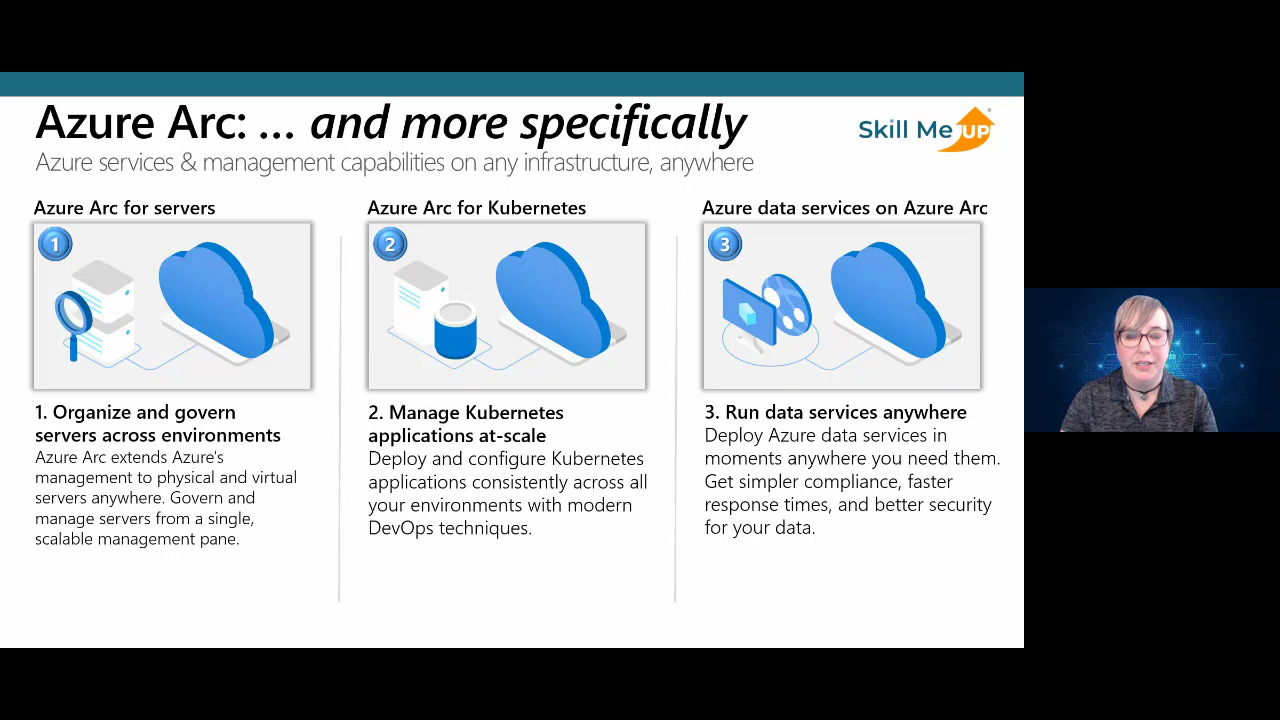 Azure Arc: ... and more specifically
Azure services & management capabilities on any infrastructure, anywhere
Skill Me UP
®
Azure Arc for servers
1
1. Organize and govern
servers across environments
Azure Arc extends Azure's
management to physical and virtual
servers anywhere. Govern and
manage servers from a single,
scalable management pane.
Azure Arc for Kubernetes
2
2. Manage Kubernetes
applications at-scale
Deploy and configure Kubernetes
applications consistently across all
your environments with modern
DevOps techniques.
Azure data services on Azure Arc
3
3. Run data services anywhere
Deploy Azure data services in
moments anywhere you need them.
Get simpler compliance, faster
response times, and better security
for your data.